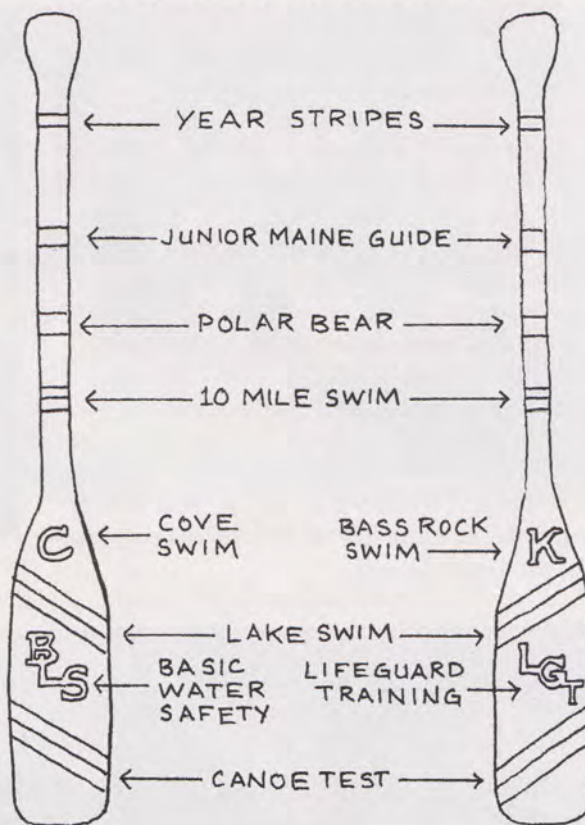 YEAR STRIPES
JUNIOR MAINE GUIDE
POLAR BEAR
10 MILE SWIM
C
COVE
SWIM
BASS ROCK
SWIM
K
LAKE SWIM
BLS
BASIC
WATER
SAFETY
LIFEGUARD
TRAINING
LGT
CANOE TEST